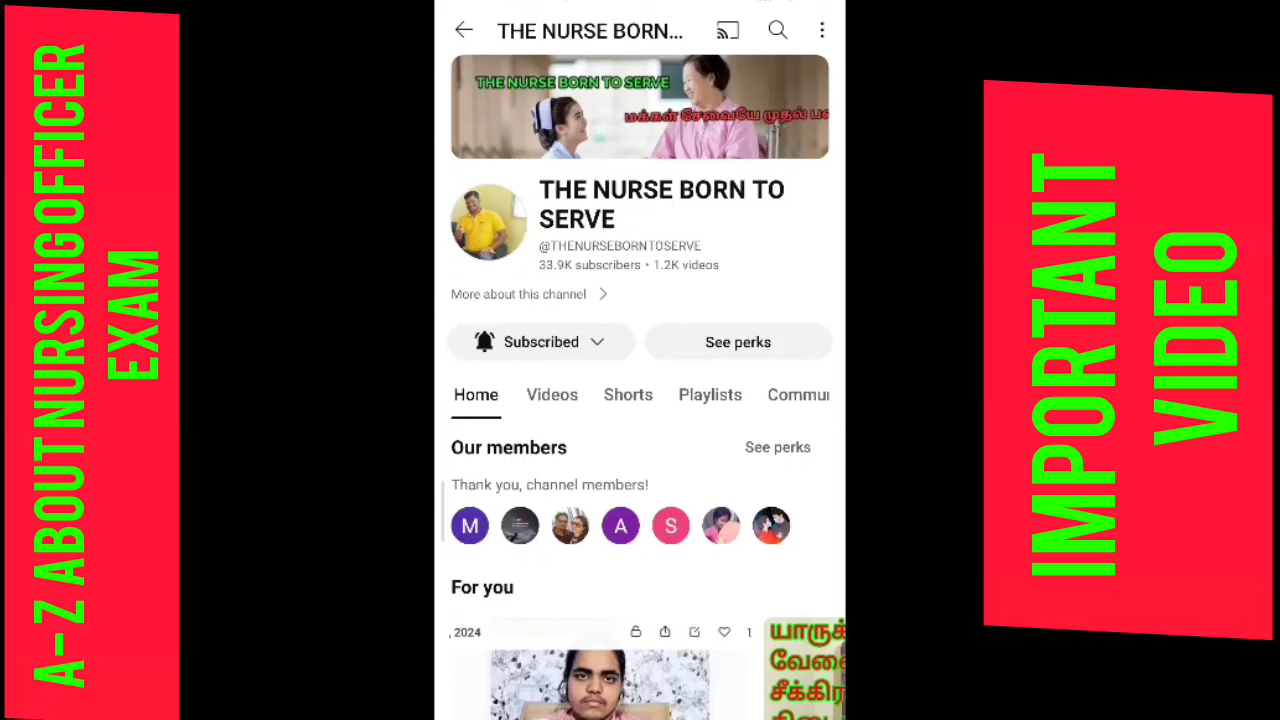 A-Z ABOUTNURSINGOFFICER
EXAM
THE NURSE BORN...
THE NURSE BORN TO SERVE
மக்கள் சேவையே முதல்
THE NURSE BORN TO
SERVE
@THENURSEBORNTOSERVE
33.9K subscribers • 1.2K videos
More about this channel
Subscribed
See perks
Home
Videos
Shorts
Playlists
Commu
Our members
See perks
Thank you, channel members!
M
A
S
For you
, 2024
1
IMPORTANT
VIDEO